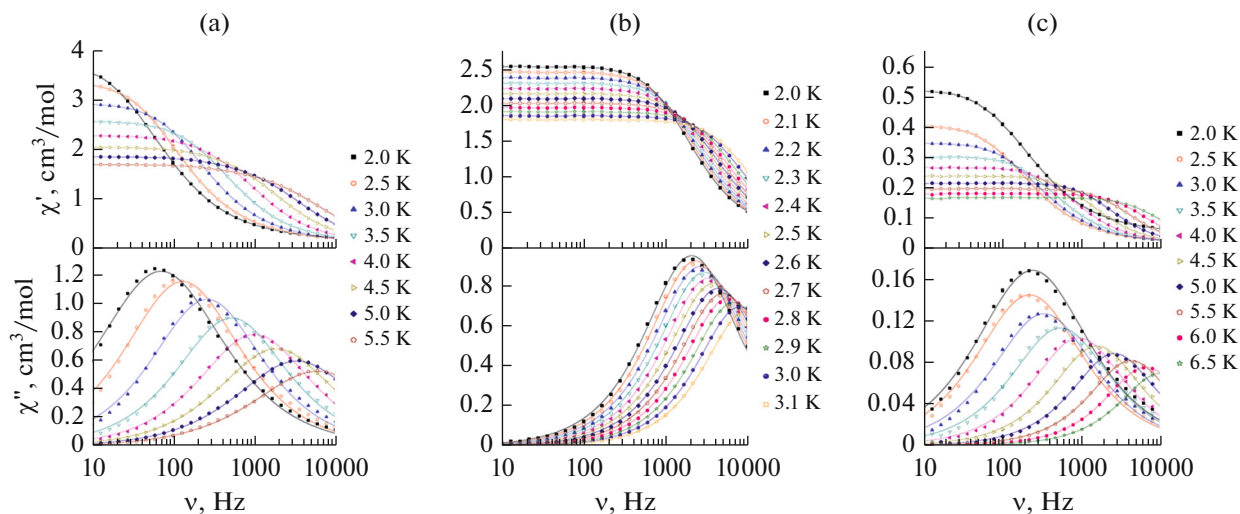 (a)
χ', cm³/mol
4
3
2
1
0
χ", cm³/mol
1.2
1.0
0.8
0.6
0.4
0.2
0
10 100 1000 10000
ν, Hz
2.0 K
2.5 K
3.0 K
3.5 K
4.0 K
4.5 K
5.0 K
5.5 K
(b)
2.5
2.0
1.5
1.0
0.5
0
0.8
0.6
0.4
0.2
0
10 100 1000 10000
ν, Hz
2.0 K
2.1 K
2.2 K
2.3 K
2.4 K
2.5 K
2.6 K
2.7 K
2.8 K
2.9 K
3.0 K
3.1 K
(c)
0.6
0.5
0.4
0.3
0.2
0.1
0
0.16
0.12
0.08
0.04
0
10 100 1000 10000
ν, Hz
2.0 K
2.5 K
3.0 K
3.5 K
4.0 K
4.5 K
5.0 K
5.5 K
6.0 K
6.5 K